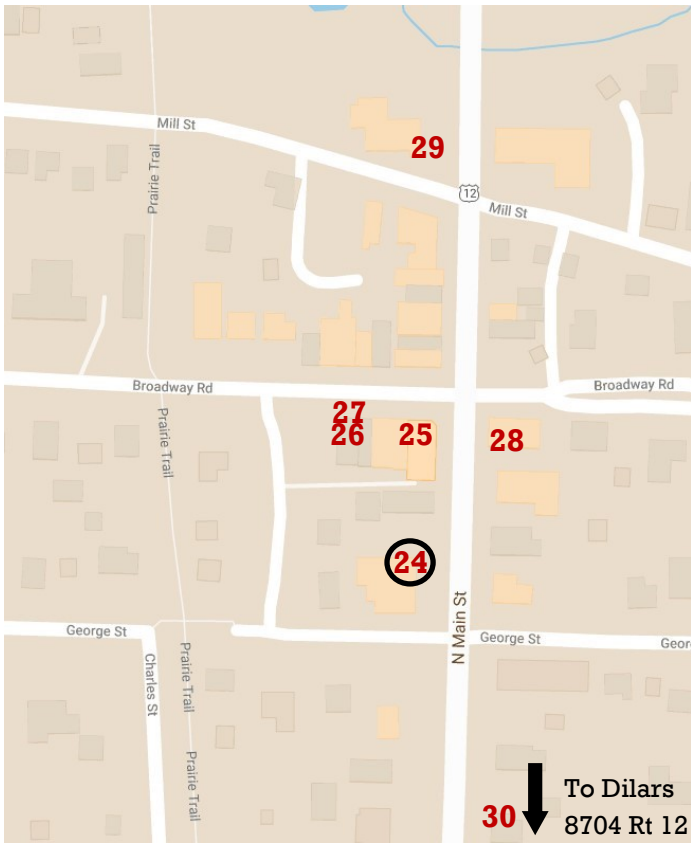 Mill St
29
Prairie Trail
12
Mill St
Broadway Rd
Broadway Rd
27
26
25
28
Prairie Trail
24
N Main St
George St
George St
Geor
Charles St
Prairie Trail
Prairie Trail
30
To Dilars
8704 Rt 12